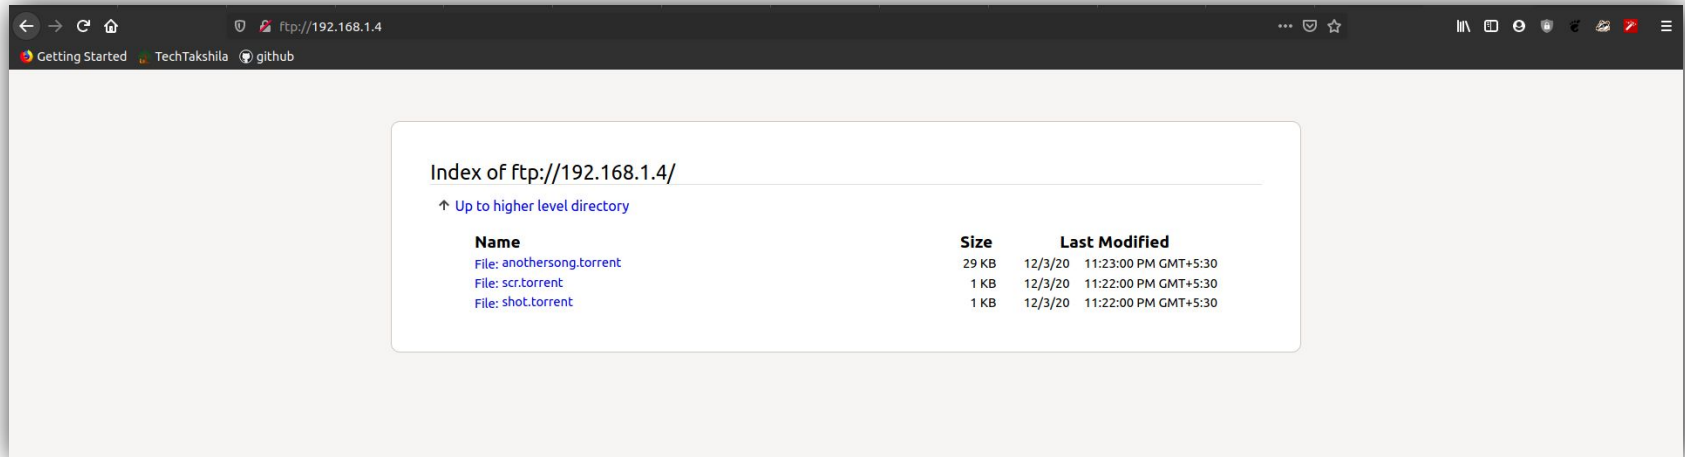 ftp://192.168.1.4
Getting Started TechTakshila github
Index of ftp://192.168.1.4/
Up to higher level directory
Name Size Last Modified
File: anothersong.torrent 29 KB 12/3/20 11:23:00 PM GMT+5:30
File: scr.torrent 1 KB 12/3/20 11:22:00 PM GMT+5:30
File: shot.torrent 1 KB 12/3/20 11:22:00 PM GMT+5:30